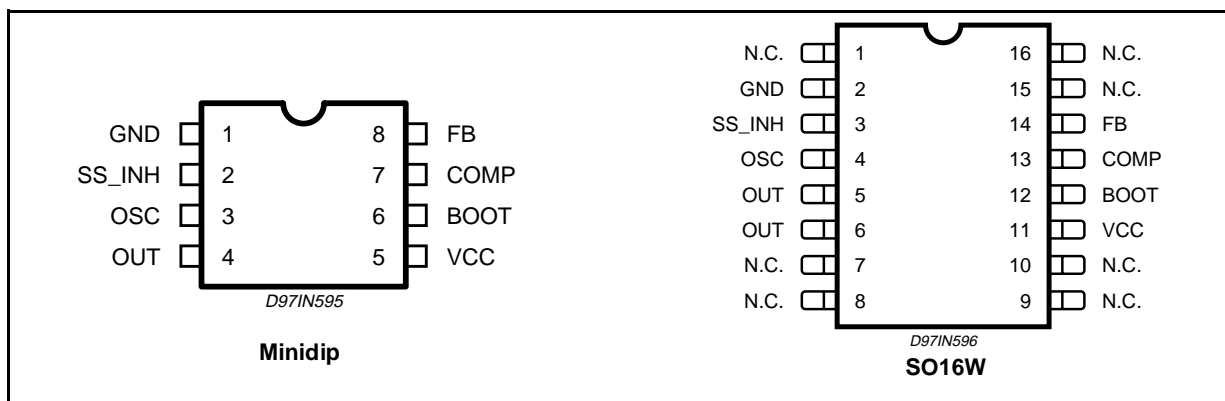 GND 1 8 FB
SS_INH 2 7 COMP
OSC 3 6 BOOT
OUT 4 5 VCC
D97IN595
Minidip
N.C. 1 16 N.C.
GND 2 15 N.C.
SS_INH 3 14 FB
OSC 4 13 COMP
OUT 5 12 BOOT
OUT 6 11 VCC
N.C. 7 10 N.C.
N.C. 8 9 N.C.
D97IN596
SO16W